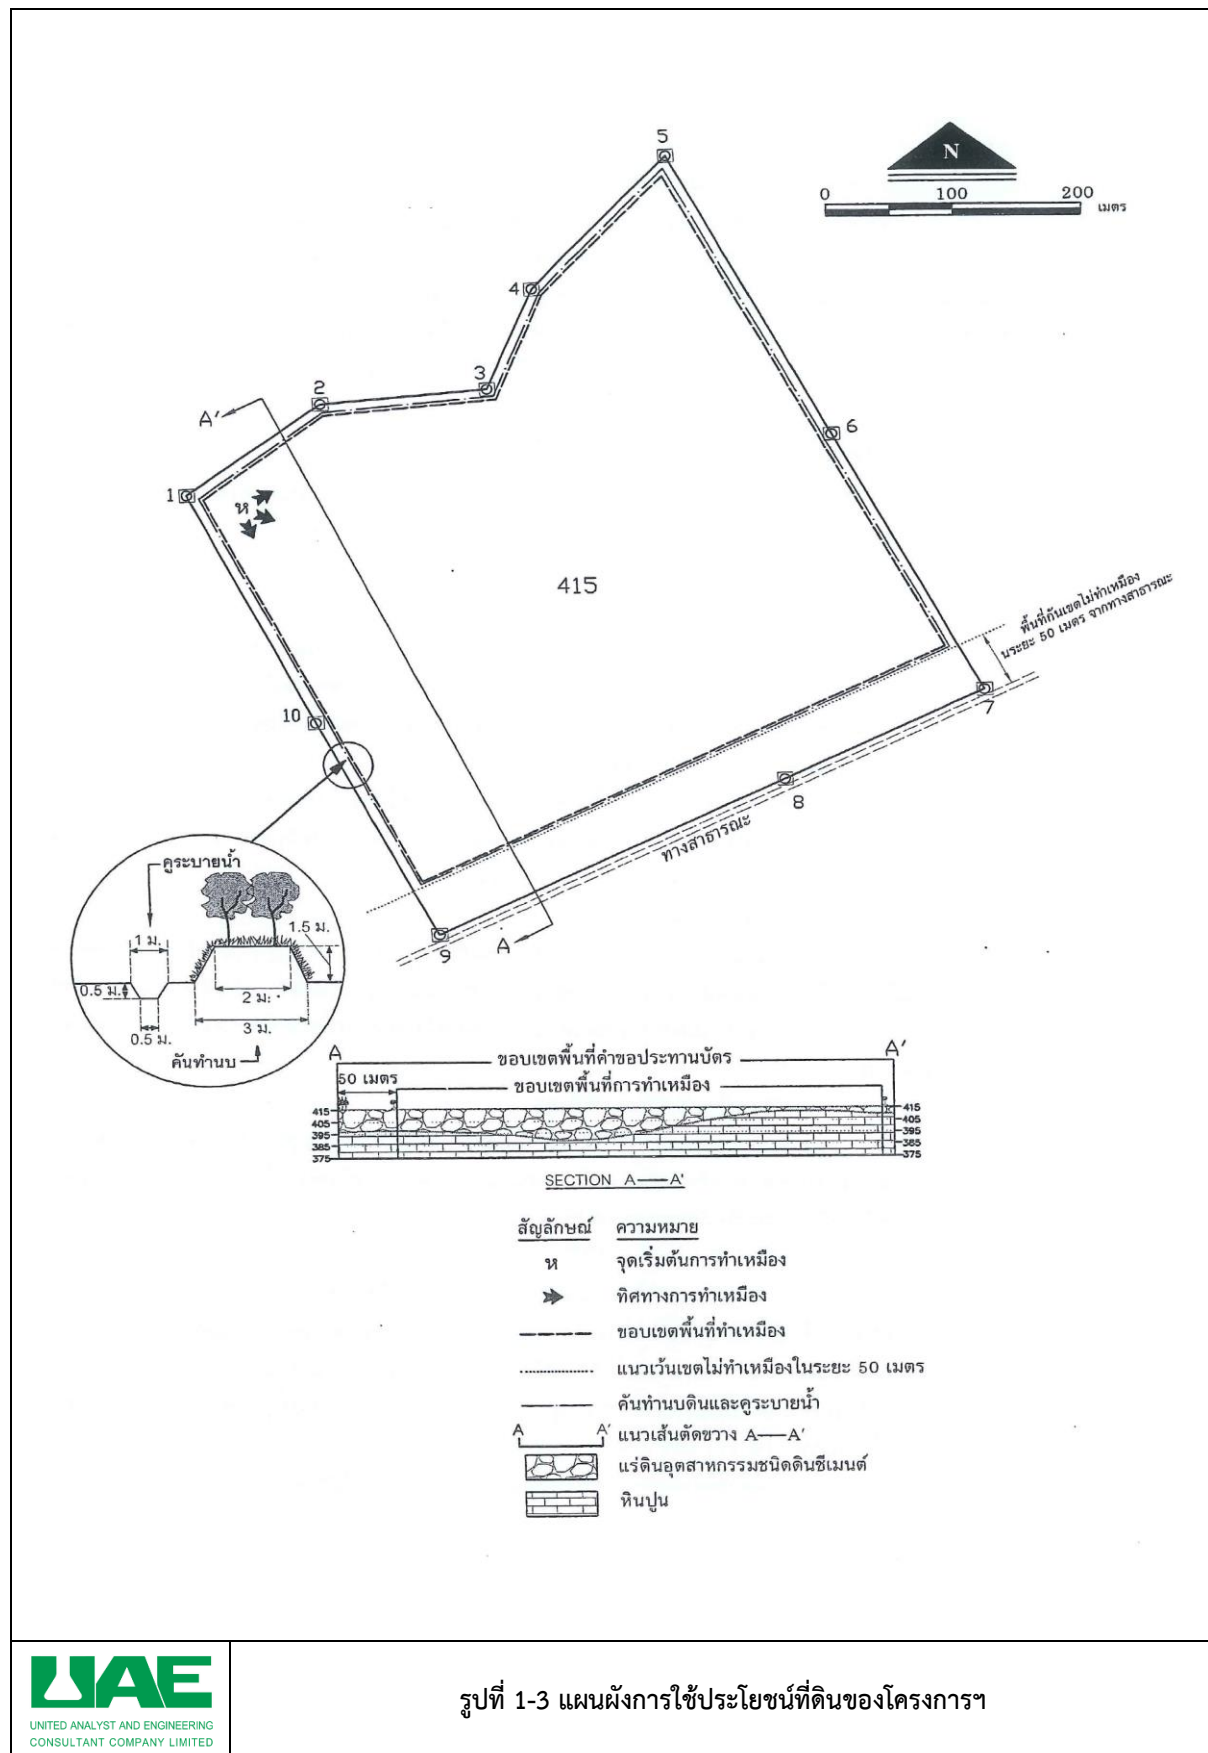 5
N
0 100 200
เมตร
4
3
2
A'
1
ห
6
415
พื้นที่กันเขตไม่ทำเหมือง
นระยะ 50 เมตร จากทางสาธารณะ
7
10
8
ทางสาธารณะ
9
A
คูระบายน้ำ
1 ม.
1.5 ม.
0.5 ม.
2 ม.
0.5 ม.
3 ม.
คันทำนบ
A A'
ขอบเขตพื้นที่คำขอประทานบัตร
50 เมตร
ขอบเขตพื้นที่การทำเหมือง
415 415
405 405
395 395
385 385
375 375
SECTION A—A'
สัญลักษณ์ ความหมาย
ห จุดเริ่มต้นการทำเหมือง
ทิศทางการทำเหมือง
ขอบเขตพื้นที่ทำเหมือง
แนวเว้นเขตไม่ทำเหมืองในระยะ 50 เมตร
คันทำนบดินและคูระบายน้ำ
A A' แนวเส้นตัดขวาง A—A'
แร่ดินอุตสาหกรรมชนิดดินซีเมนต์
หินปูน
UAE
UNITED ANALYST AND ENGINEERING
CONSULTANT COMPANY LIMITED
รูปที่ 1-3 แผนผังการใช้ประโยชน์ที่ดินของโครงการฯ